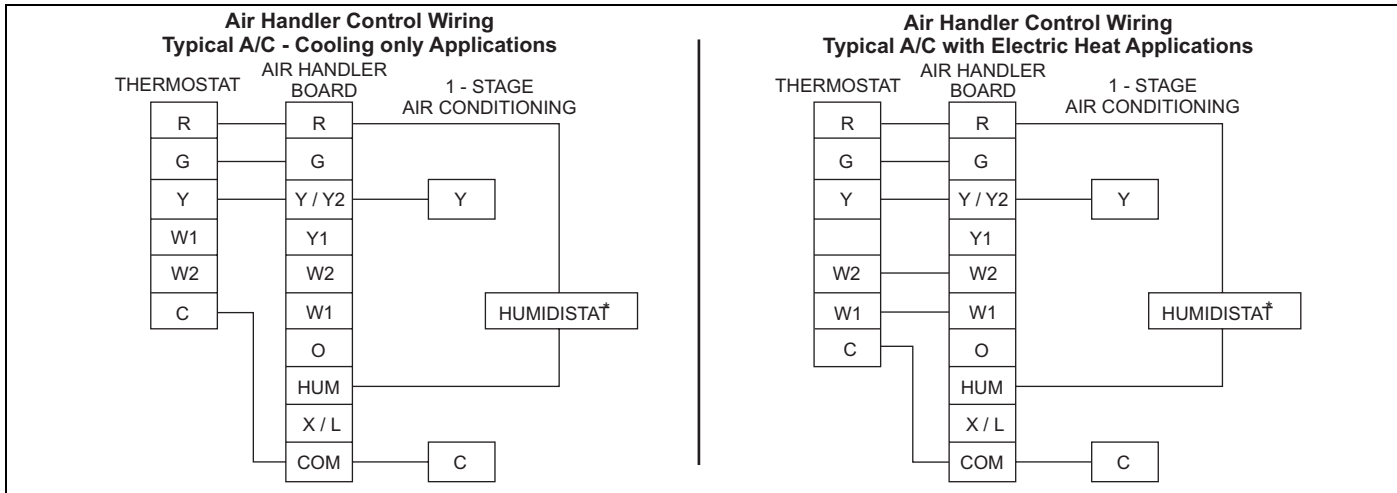 Air Handler Control Wiring
Typical A/C - Cooling only Applications
THERMOSTAT
AIR HANDLER
BOARD
1 - STAGE
AIR CONDITIONING
R
G
Y
W1
W2
C
R
G
Y / Y2
Y1
W2
W1
O
HUM
X / L
COM
Y
HUMIDISTAT*
C
Air Handler Control Wiring
Typical A/C with Electric Heat Applications
THERMOSTAT
AIR HANDLER
BOARD
1 - STAGE
AIR CONDITIONING
R
G
Y
W2
W1
C
R
G
Y / Y2
Y1
W2
W1
O
HUM
X / L
COM
Y
HUMIDISTAT*
C